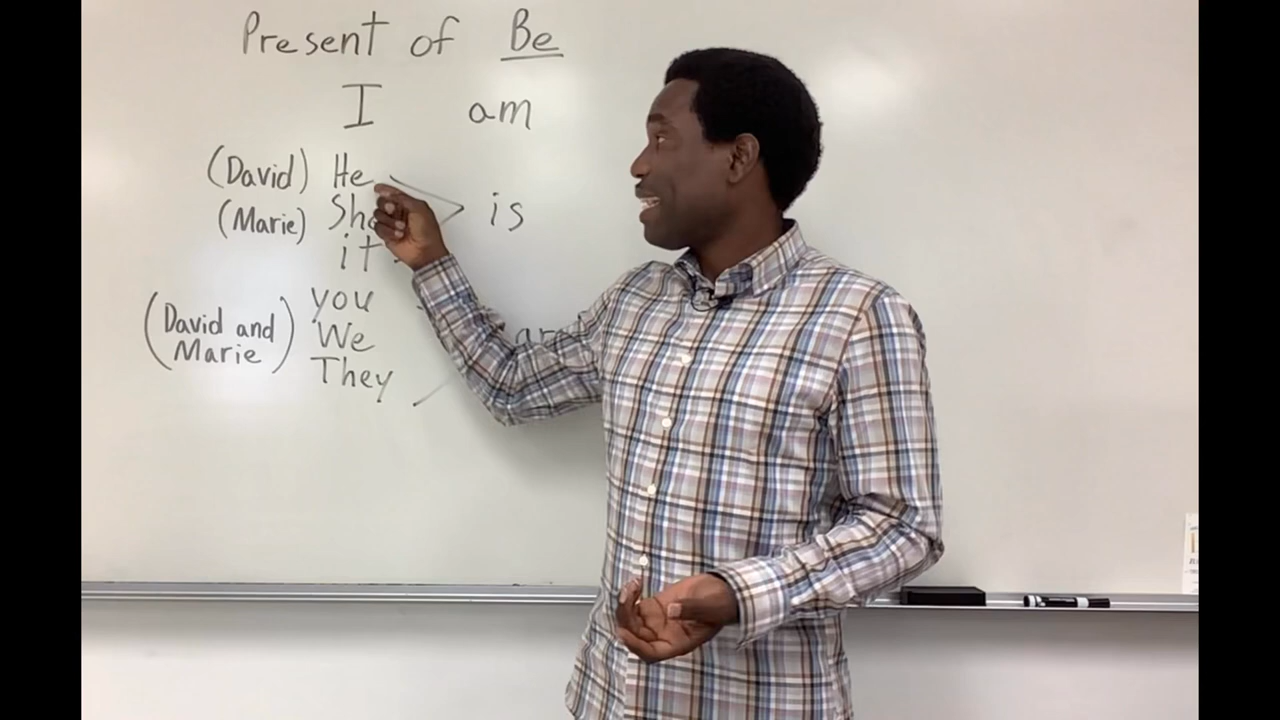 Present of Be
I am
(David) He
(Marie) is
it
you
(David and Marie) We
They